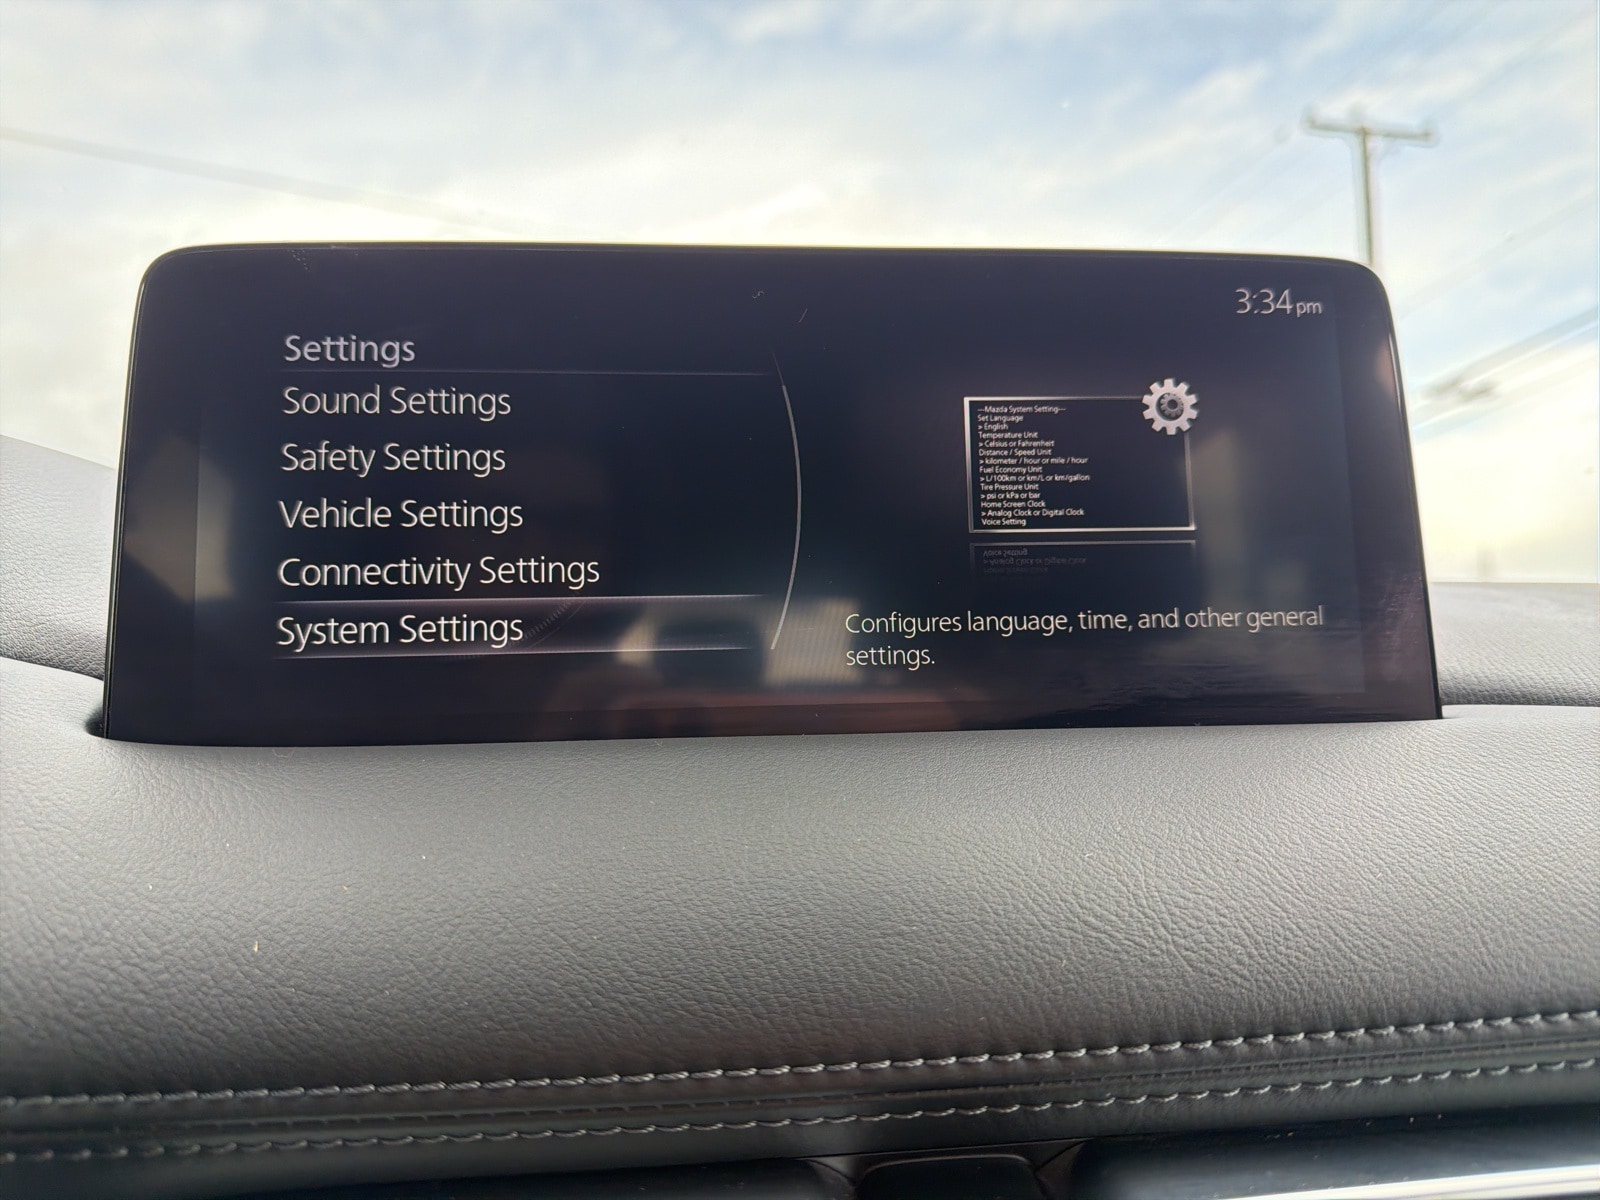 3:34 pm
Settings
Sound Settings
Safety Settings
Vehicle Settings
Connectivity Settings
System Settings
---Mazda System Setting---
Set Language
> English
Temperature Unit
> Celsius or Fahrenheit
Distance / Speed Unit
> kilometer / hour or mile / hour
Fuel Economy Unit
> L/100km or km/L or km/gallon
Tire Pressure Unit
> psi or kPa or bar
Home Screen Clock
> Analog Clock or Digital Clock
Voice Setting
Configures language, time, and other general
settings.